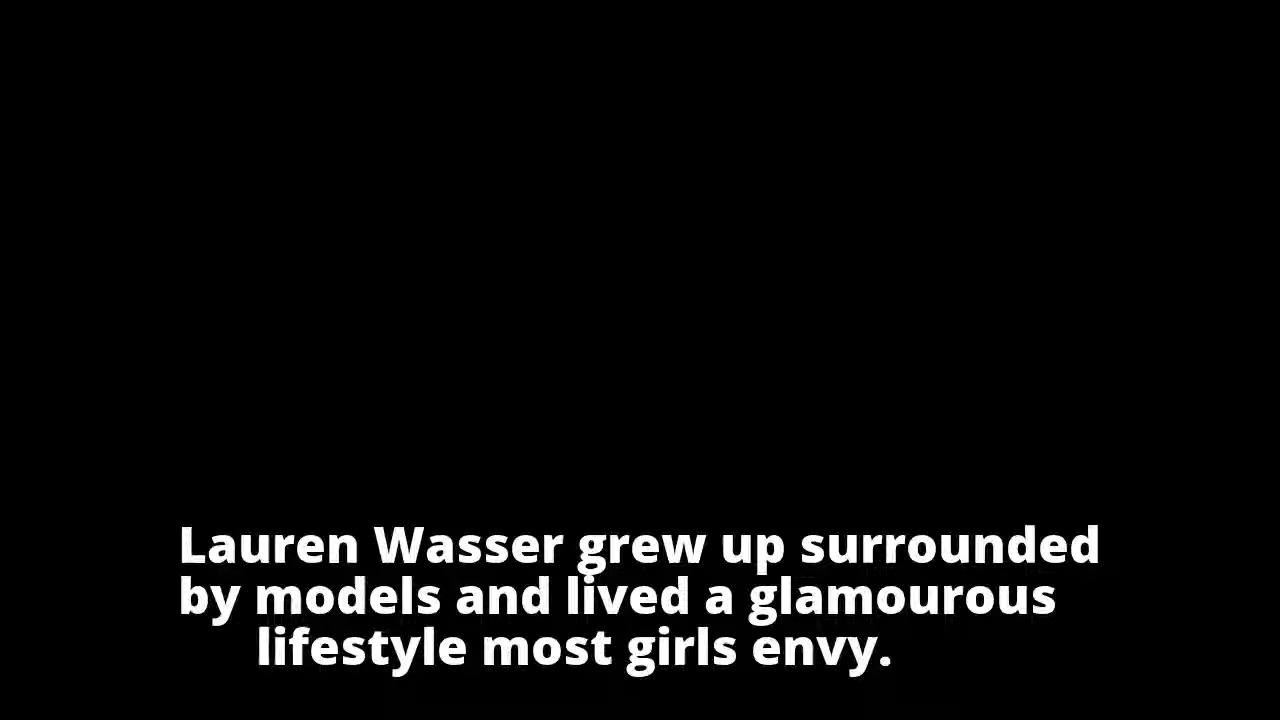 Lauren Wasser grew up surrounded
by models and lived a glamourous
lifestyle most girls envy.